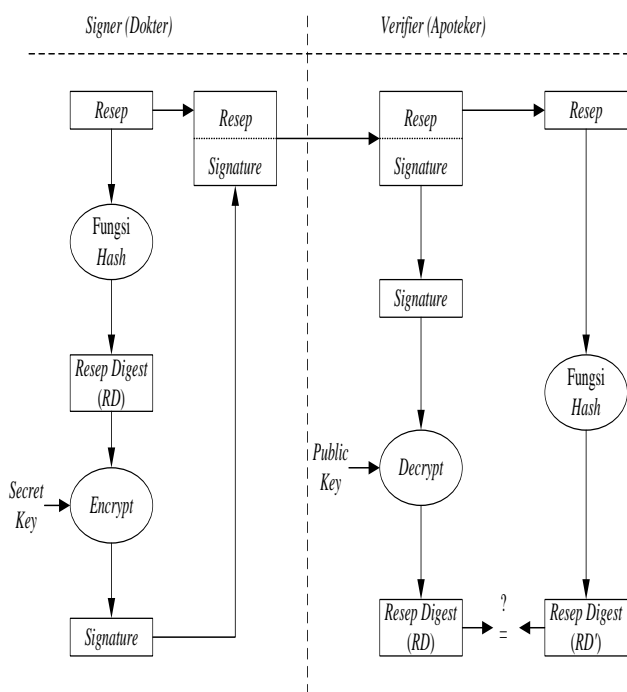 Signer (Dokter)
Verifier (Apoteker)
Resep
Resep
Signature
Fungsi
Hash
Resep Digest
(RD)
Secret
Key
Encrypt
Signature
Resep
Signature
Resep
Signature
Fungsi
Hash
Public
Key
Decrypt
Resep Digest
(RD)
?
=
Resep Digest
(RD')